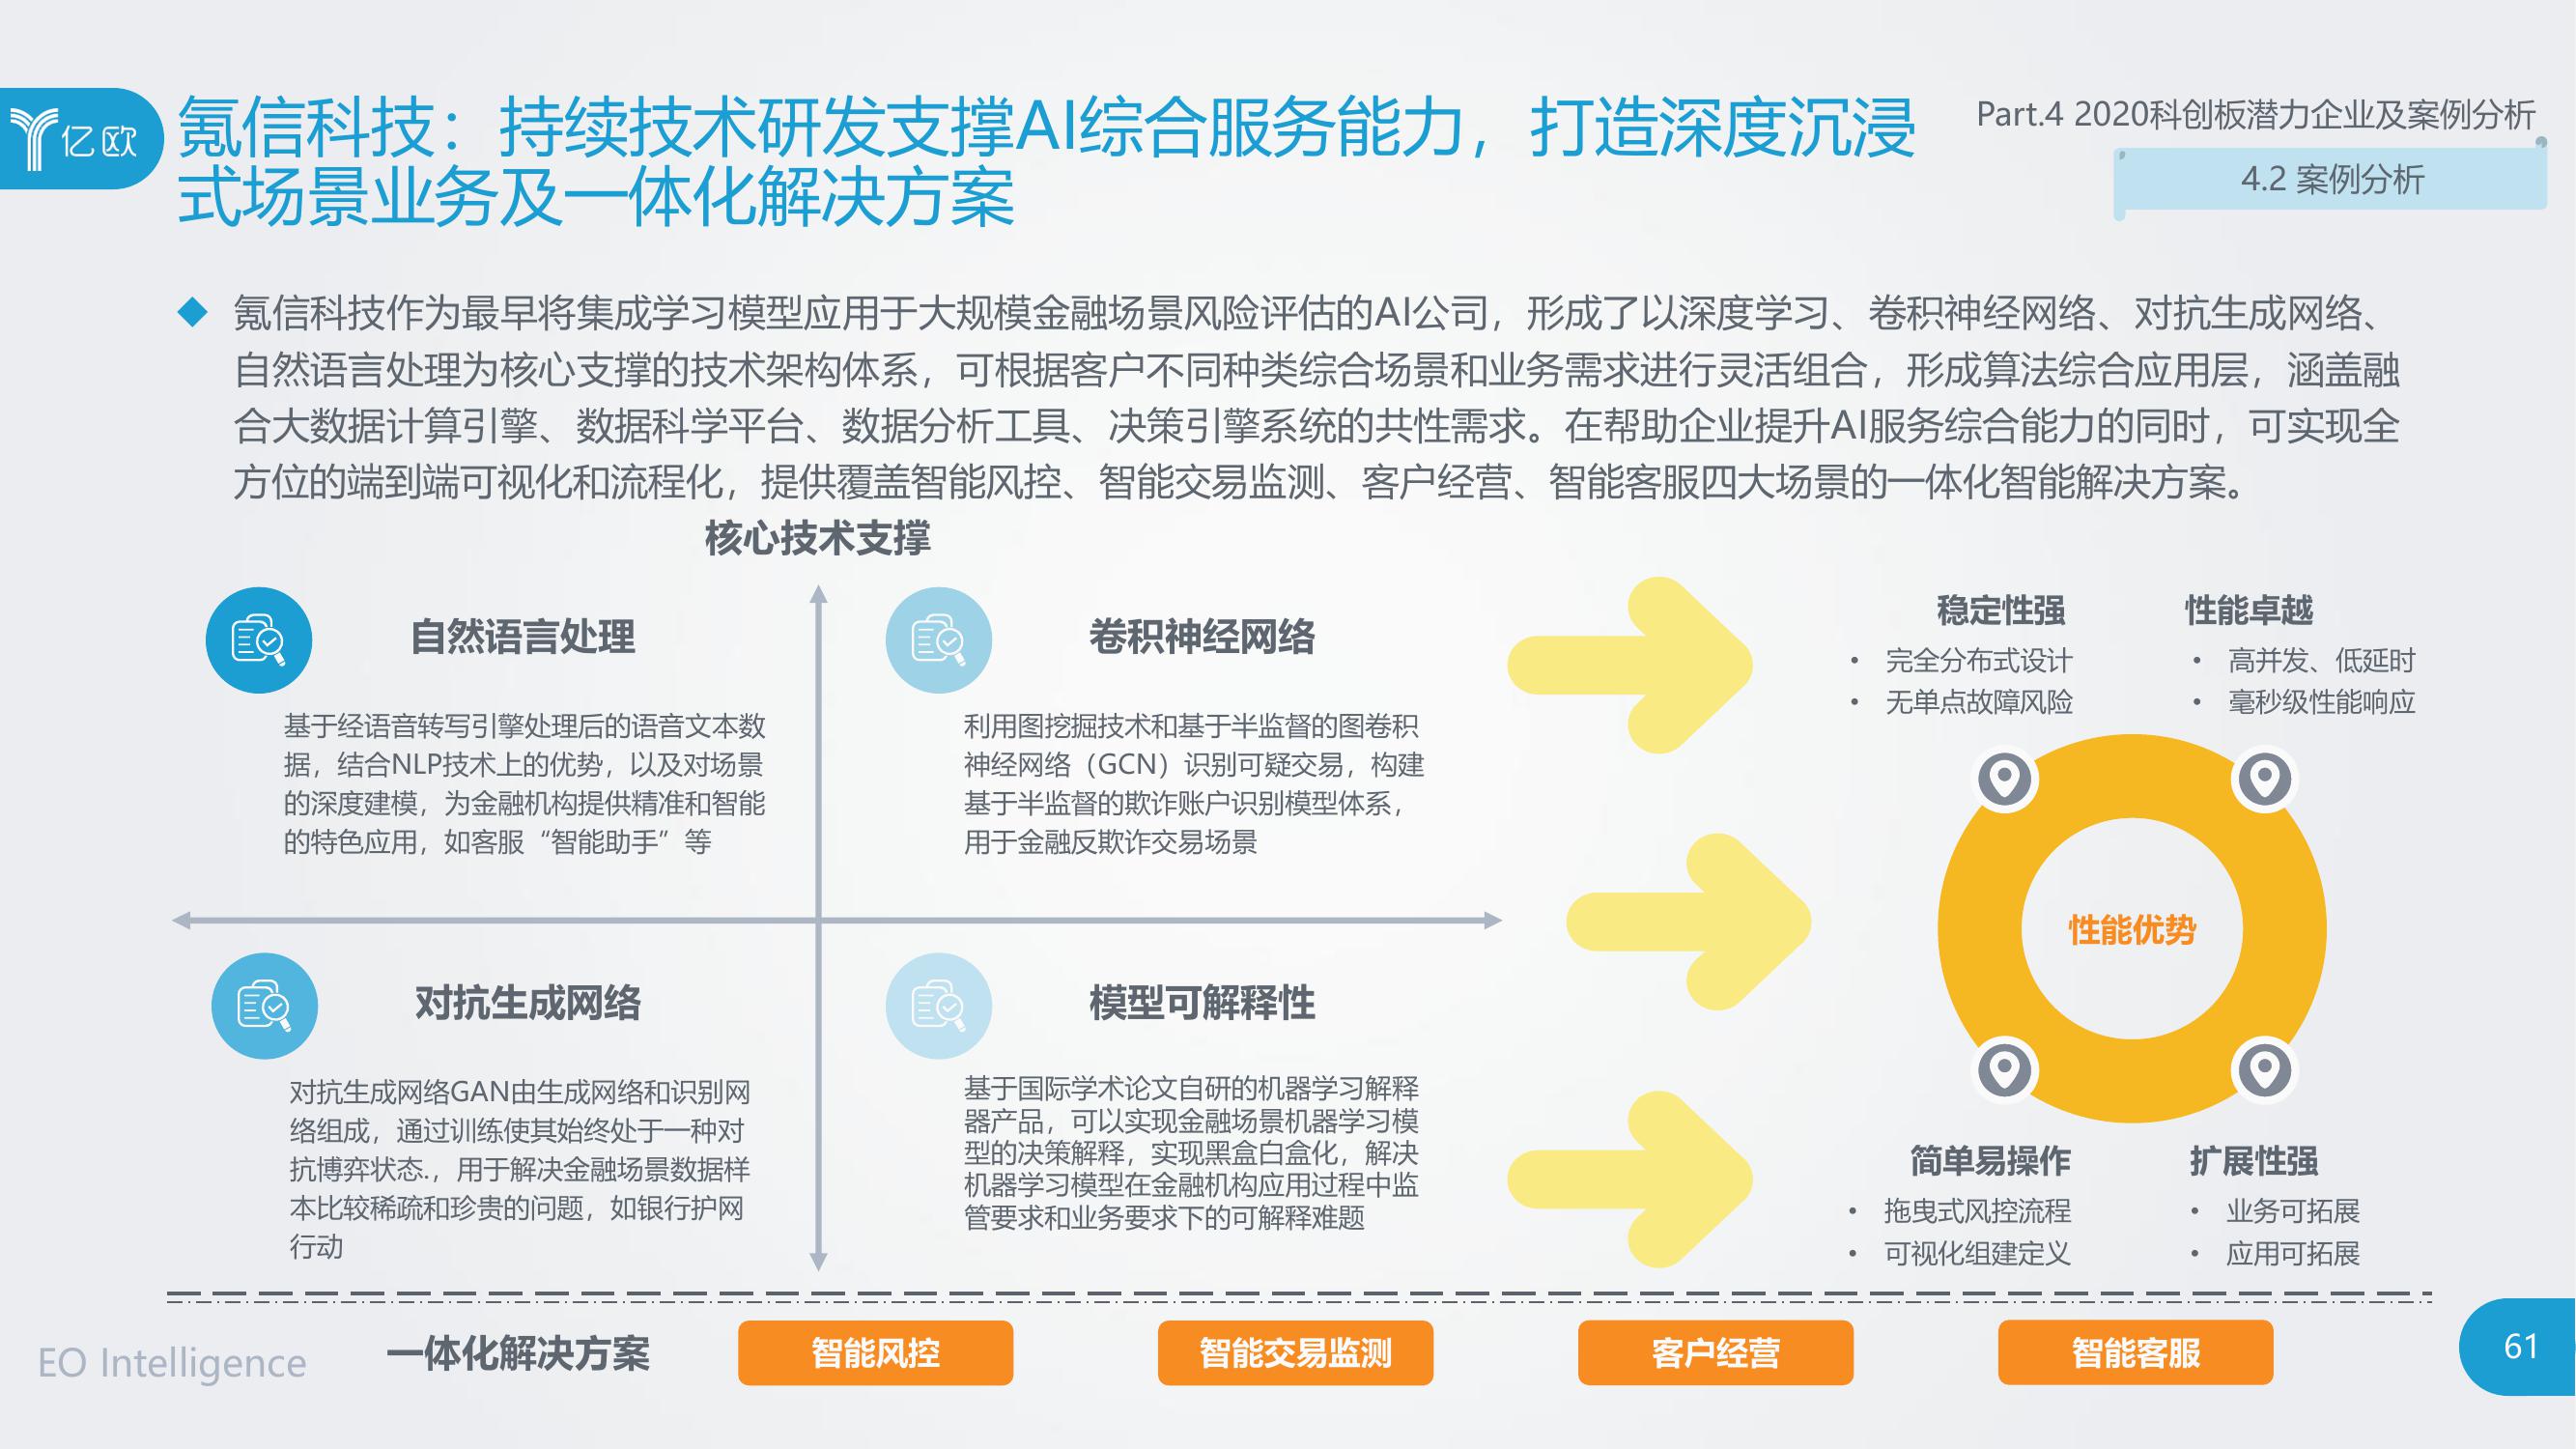 亿欧
氪信科技：持续技术研发支撑AI综合服务能力，打造深度沉浸
式场景业务及一体化解决方案
Part.4 2020科创板潜力企业及案例分析
4.2 案例分析
氪信科技作为最早将集成学习模型应用于大规模金融场景风险评估的AI公司，形成了以深度学习、卷积神经网络、对抗生成网络、
自然语言处理为核心支撑的技术架构体系，可根据客户不同种类综合场景和业务需求进行灵活组合，形成算法综合应用层，涵盖融
合大数据计算引擎、数据科学平台、数据分析工具、决策引擎系统的共性需求。在帮助企业提升AI服务综合能力的同时，可实现全
方位的端到端可视化和流程化，提供覆盖智能风控、智能交易监测、客户经营、智能客服四大场景的一体化智能解决方案。
核心技术支撑
自然语言处理
基于经语音转写引擎处理后的语音文本数
据，结合NLP技术上的优势，以及对场景
的深度建模，为金融机构提供精准和智能
的特色应用，如客服“智能助手”等
卷积神经网络
利用图挖掘技术和基于半监督的图卷积
神经网络（GCN）识别可疑交易，构建
基于半监督的欺诈账户识别模型体系，
用于金融反欺诈交易场景
对抗生成网络
对抗生成网络GAN由生成网络和识别网
络组成，通过训练使其始终处于一种对
抗博弈状态.，用于解决金融场景数据样
本比较稀疏和珍贵的问题，如银行护网
行动
模型可解释性
基于国际学术论文自研的机器学习解释
器产品，可以实现金融场景机器学习模
型的决策解释，实现黑盒白盒化，解决
机器学习模型在金融机构应用过程中监
管要求和业务要求下的可解释难题
稳定性强
• 完全分布式设计
• 无单点故障风险
性能卓越
• 高并发、低延时
• 毫秒级性能响应
性能优势
简单易操作
• 拖曳式风控流程
• 可视化组建定义
扩展性强
• 业务可拓展
• 应用可拓展
一体化解决方案
智能风控
智能交易监测
客户经营
智能客服
EO Intelligence
61